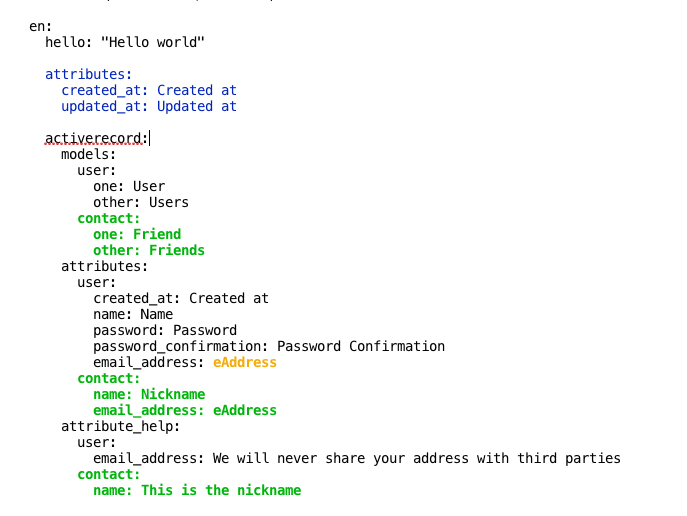 en:
hello: "Hello world"
attributes:
created_at: Created at
updated_at: Updated at
activerecord:
models:
user:
one: User
other: Users
contact:
one: Friend
other: Friends
attributes:
user:
created_at: Created at
name: Name
password: Password
password_confirmation: Password Confirmation
email_address: eAddress
contact:
name: Nickname
email_address: eAddress
attribute_help:
user:
email_address: We will never share your address with third parties
contact:
name: This is the nickname